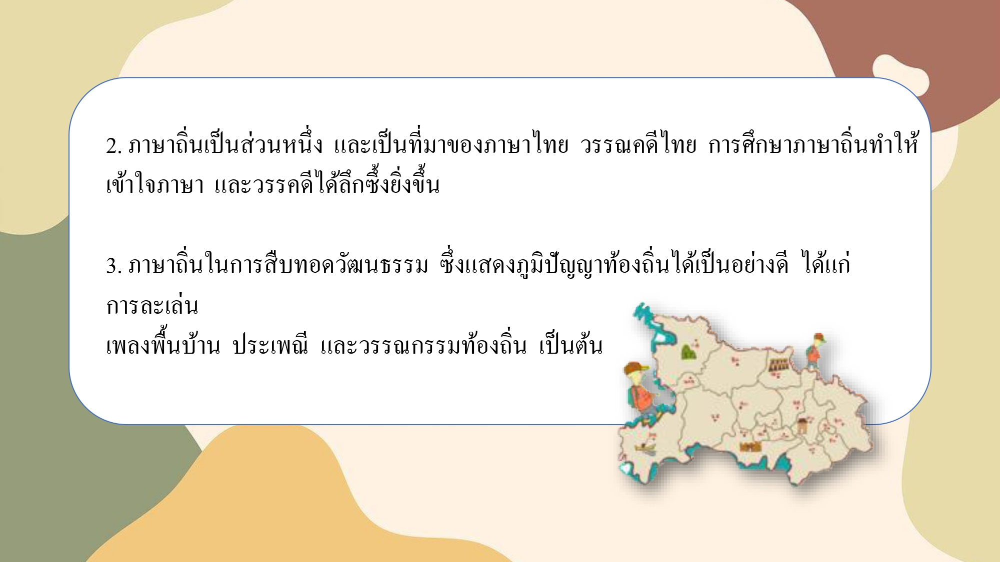 2. ภาษาถิ่นเป็นส่วนหนึ่ง และเป็นที่มาของภาษาไทย วรรณคดีไทย การศึกษาภาษาถิ่นทำให้
เข้าใจภาษา และวรรคดีได้ลึกซึ้งยิ่งขึ้น
3. ภาษาถิ่นในการสืบทอดวัฒนธรรม ซึ่งแสดงภูมิปัญญาท้องถิ่นได้เป็นอย่างดี ได้แก่
การละเล่น
เพลงพื้นบ้าน ประเพณี และวรรณกรรมท้องถิ่น เป็นต้น